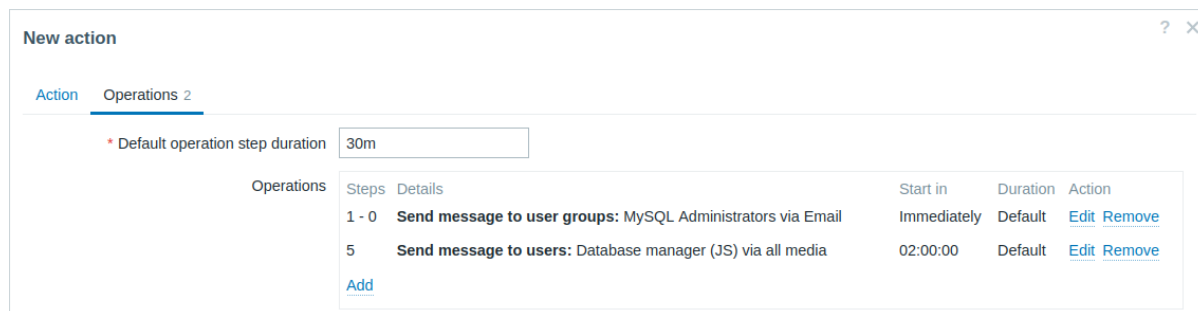 New action ? ×
Action Operations 2
* Default operation step duration 30m
Operations Steps Details Start in Duration Action
1 - 0 Send message to user groups: MySQL Administrators via Email Immediately Default Edit Remove
5 Send message to users: Database manager (JS) via all media 02:00:00 Default Edit Remove
Add